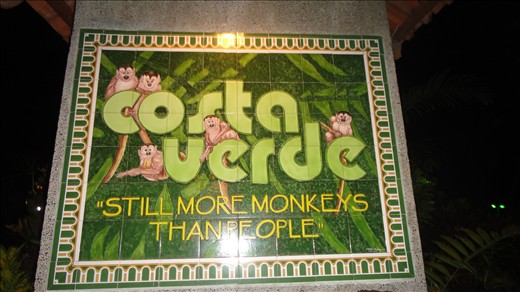 costa
verde
"STILL MORE MONKEYS
THAN PEOPLE"